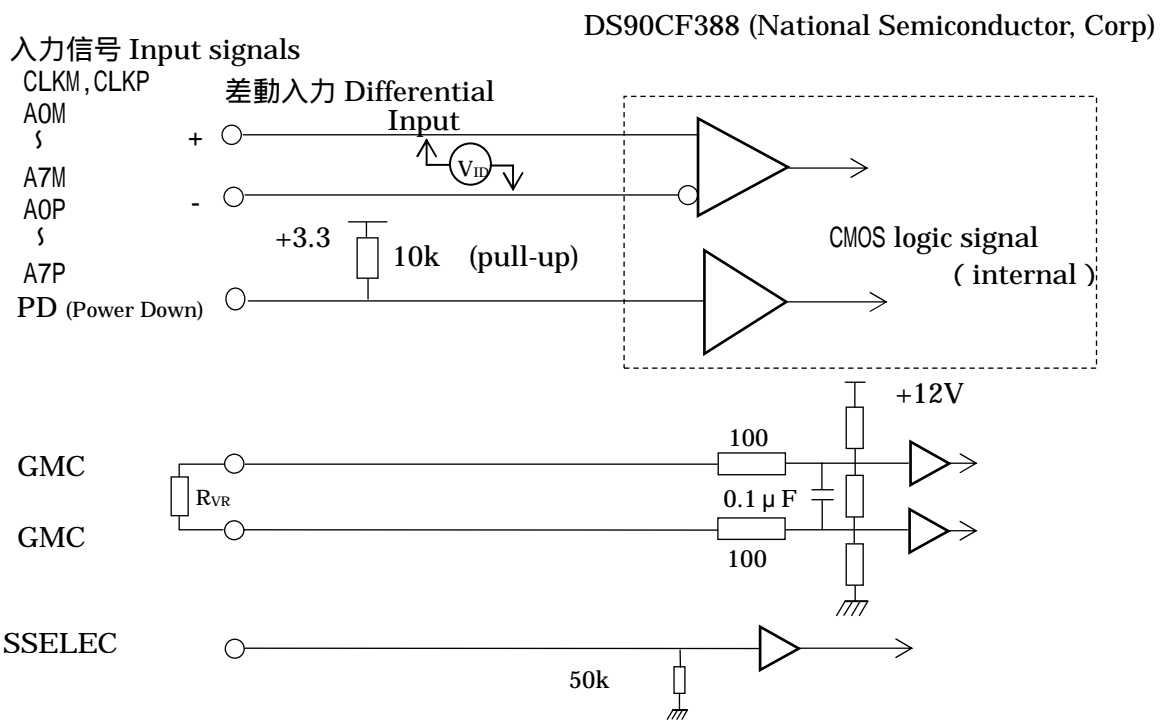 DS90CF388 (National Semiconductor, Corp)
入力信号 Input signals
CLKM,CLKP
差動入力 Differential
Input
A0M
∼
+
VID
A7M
A0P
-
∼
+3.3
10k (pull-up)
CMOS logic signal
( internal )
A7P
PD (Power Down)
+12V
100
GMC
RVR
0.1 μ F
GMC
100
SSELEC
50k